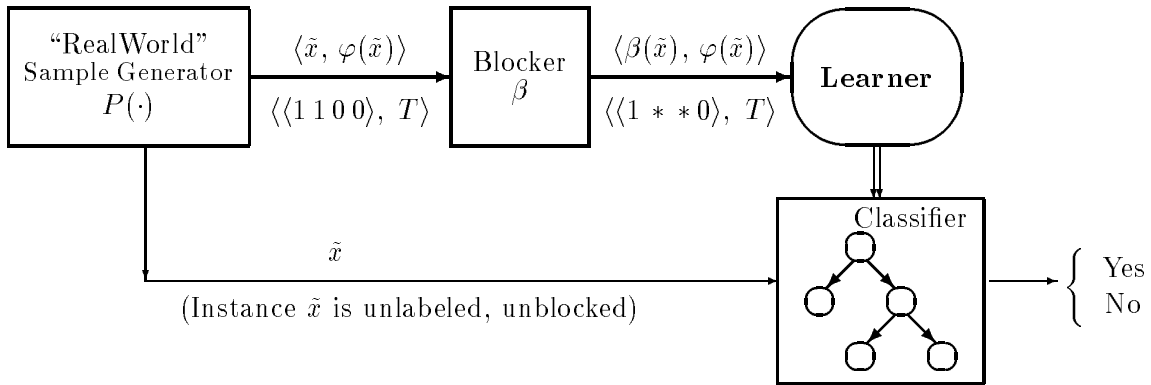 “RealWorld”
Sample Generator
P(·)
⟨x̃, φ(x̃)⟩
⟨⟨1 1 0 0⟩, T⟩
Blocker
β
⟨β(x̃), φ(x̃)⟩
⟨⟨1 * * 0⟩, T⟩
Learner
Classifier
x̃
(Instance x̃ is unlabeled, unblocked)
Yes
No